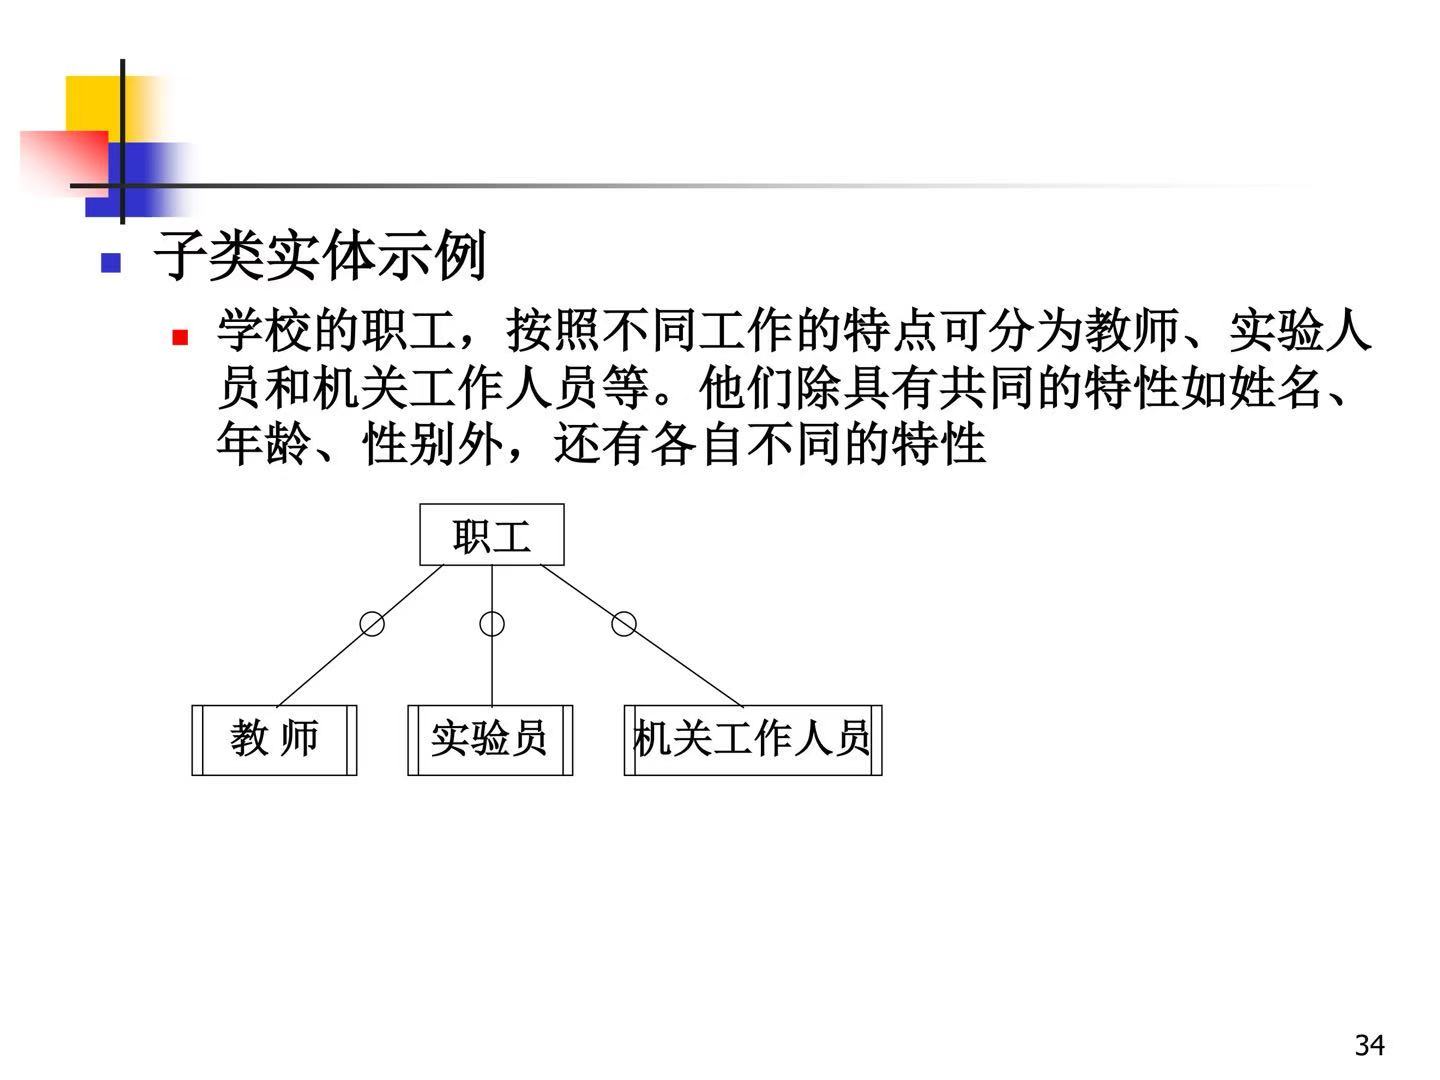 子类实体示例
学校的职工，按照不同工作的特点可分为教师、实验人
员和机关工作人员等。他们除具有共同的特性如姓名、
年龄、性别外，还有各自不同的特性
职工
教 师
实验员
机关工作人员
34